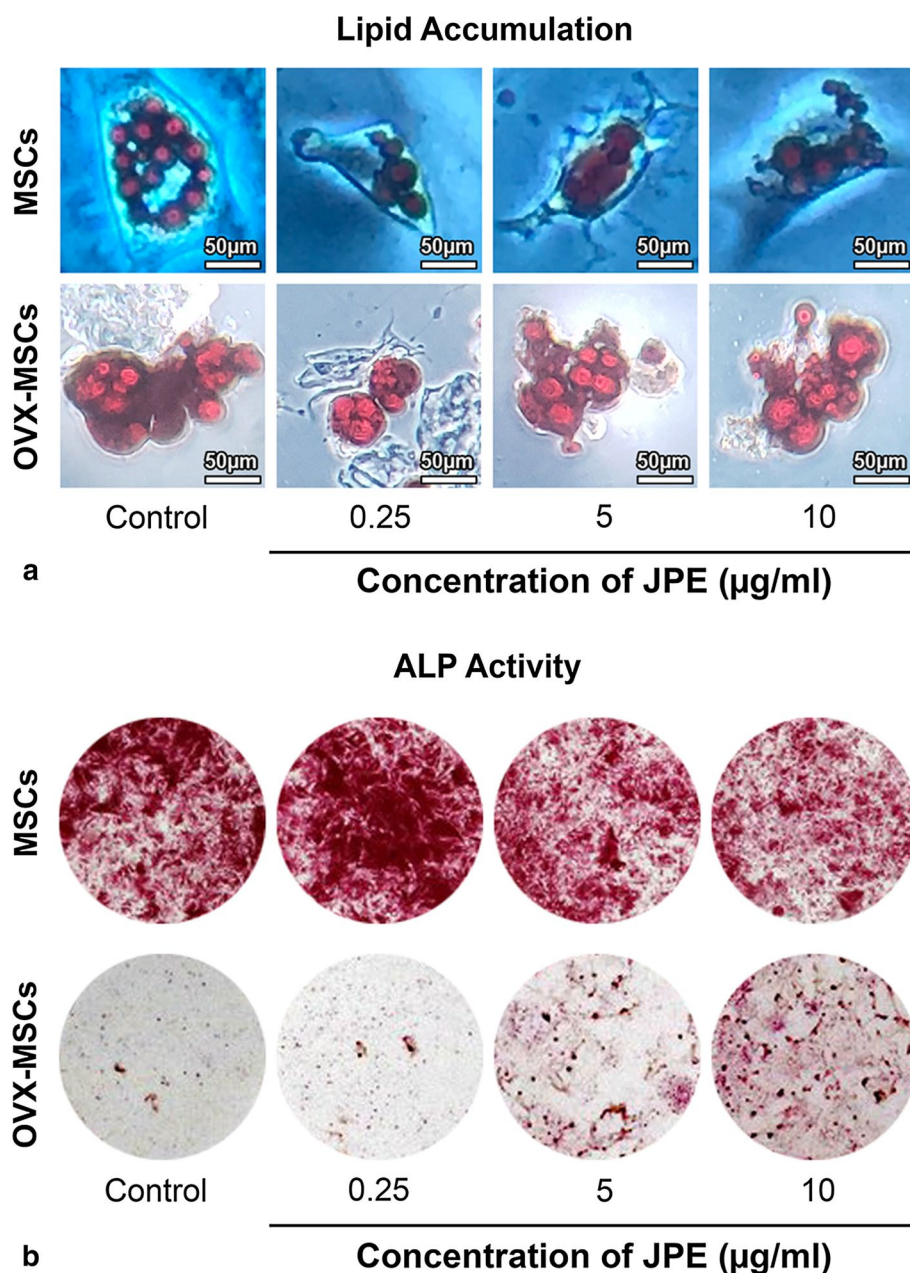 Lipid Accumulation
MSCs
50μm 50μm 50μm 50μm
OVX-MSCs
50μm 50μm 50μm 50μm
Control 0.25 5 10
a
Concentration of JPE (μg/ml)
ALP Activity
MSCs
OVX-MSCs
Control 0.25 5 10
b
Concentration of JPE (μg/ml)